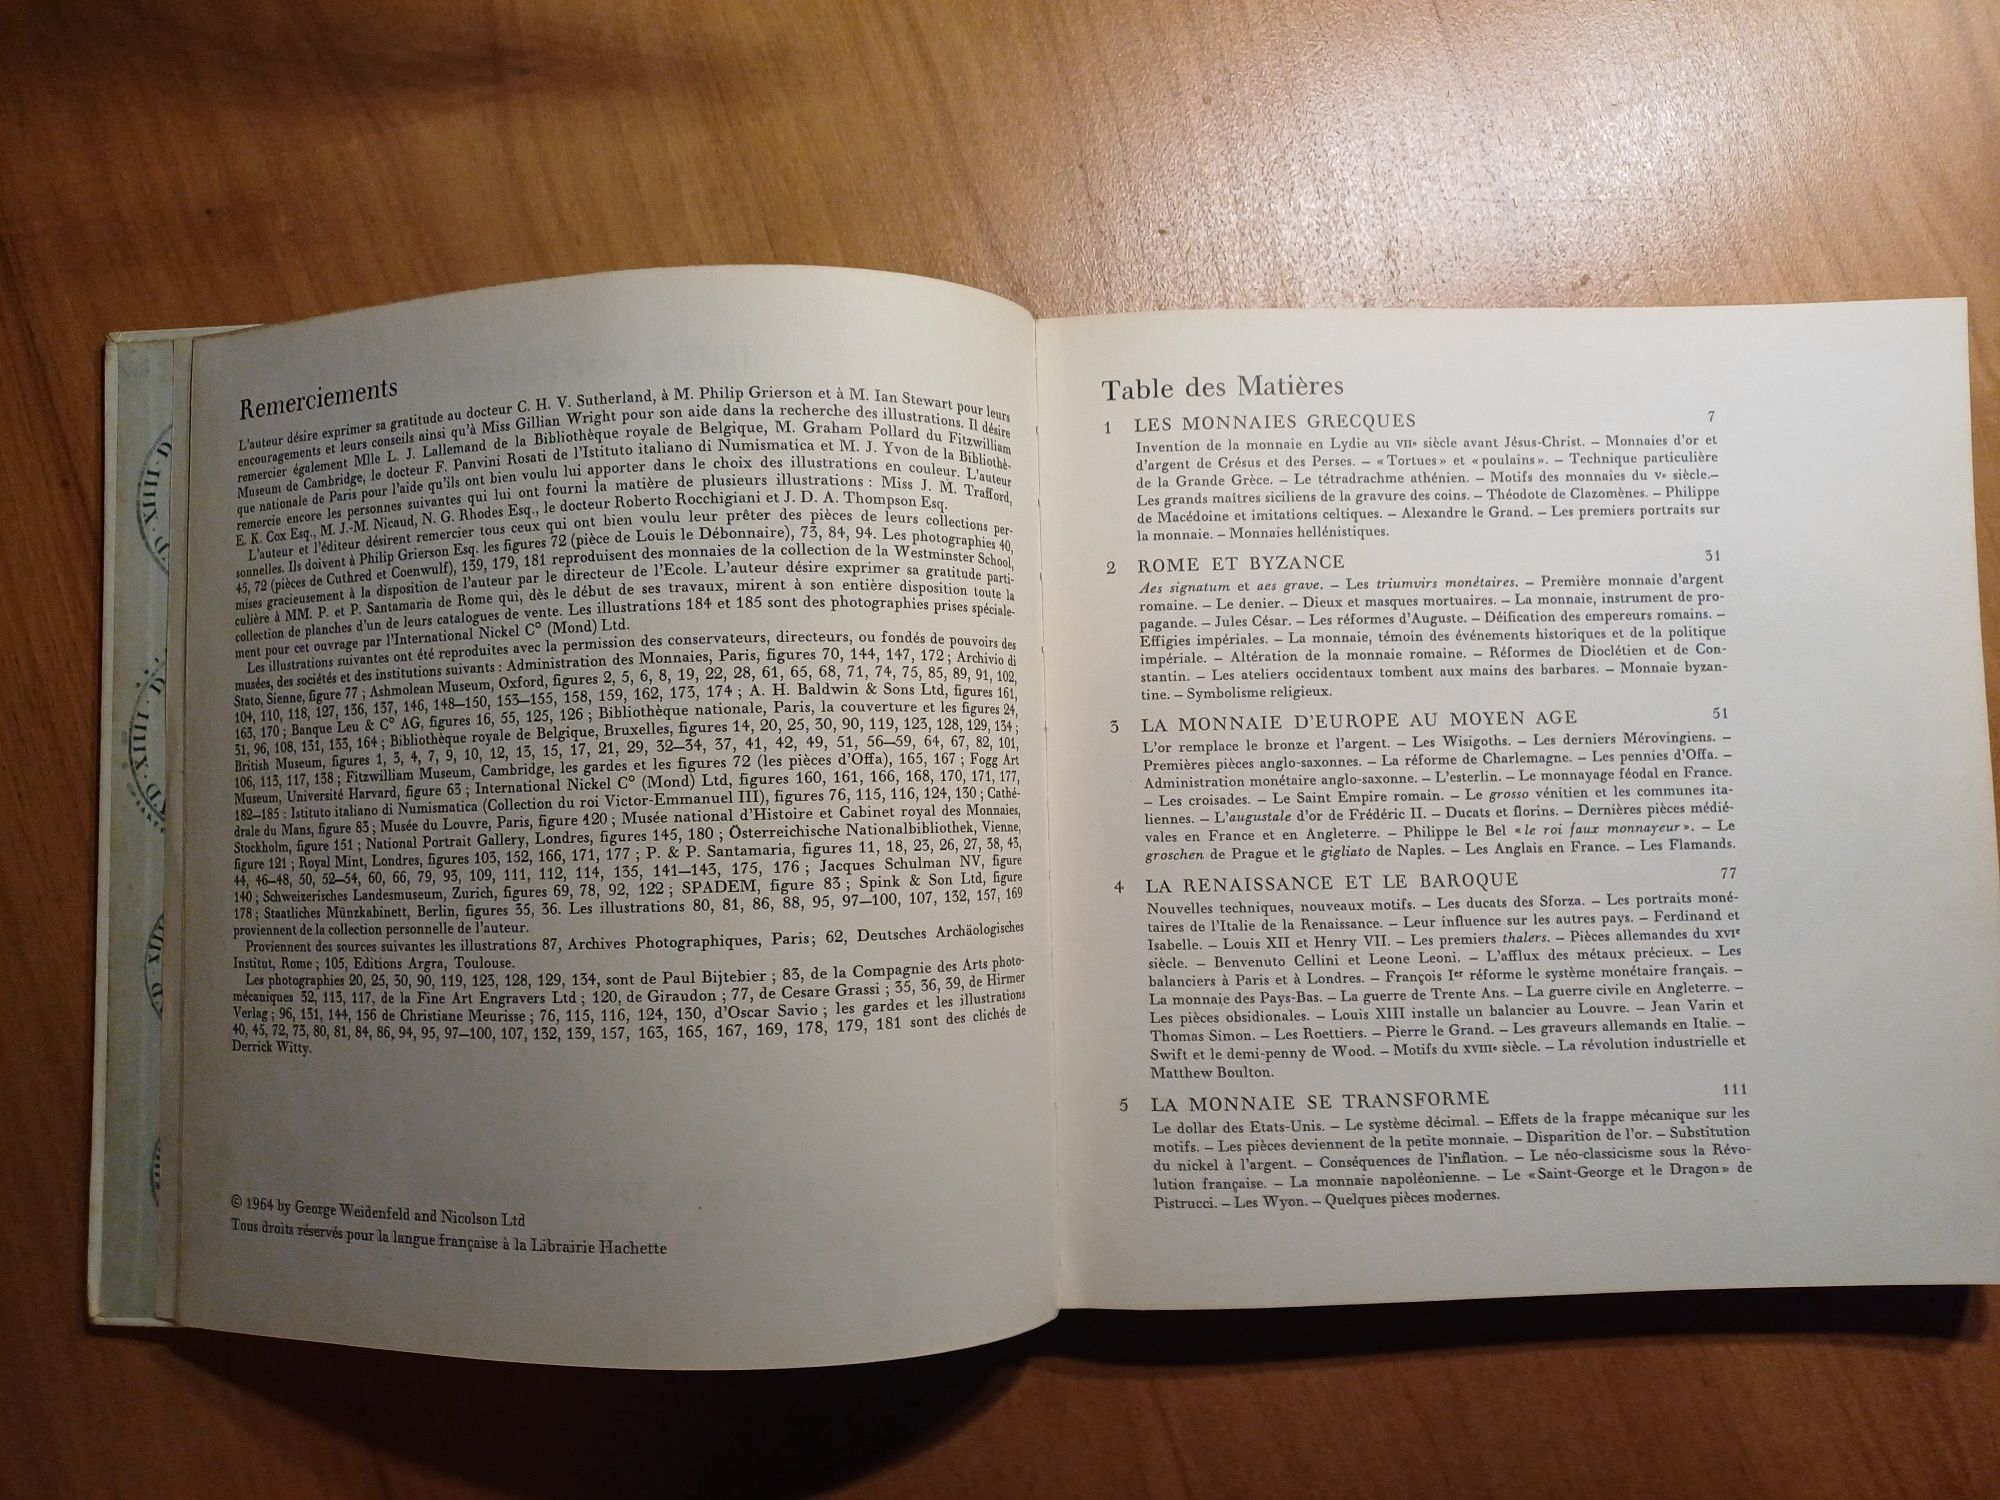 Remerciements
L'auteur désire exprimer sa gratitude au docteur C. H. V. Sutherland, à M. Philip Grierson et à M. Ian Stewart pour leurs
encouragements et leurs conseils ainsi qu'à Miss Gillian Wright pour son aide dans la recherche des illustrations. Il désire
remercier également Mlle L. J. Lallemand de la Bibliothèque royale de Belgique, M. Graham Pollard du Fitzwilliam
Museum de Cambridge, le docteur F. Panvini Rosati de l'Istituto italiano di Numismatica et M. J. Yvon de la Bibliothè-
que nationale de Paris pour l'aide qu'ils ont bien voulu lui apporter dans le choix des illustrations en couleur. L'auteur
remercie encore les personnes suivantes qui lui ont fourni la matière de plusieurs illustrations : Miss J. M. Trafford,
E. K. Cox Esq., M. J.-M. Nicaud, N. G. Rhodes Esq., le docteur Roberto Rocchigiani et J. D. A. Thompson Esq.
L'auteur et l'éditeur désirent remercier tous ceux qui ont bien voulu leur prêter des pièces de leurs collections per-
sonnelles. Ils doivent à Philip Grierson Esq. les figures 72 (pièce de Louis le Débonnaire), 73, 84, 94. Les photographies 40,
45, 72 (pièces de Cuthred et Coenwulf), 139, 179, 181 reproduisent des monnaies de la collection de la Westminster School,
mises gracieusement à la disposition de l'auteur par le directeur de l'Ecole. L'auteur désire exprimer sa gratitude parti-
culière à MM. P. et P. Santamaria de Rome qui, dès le début de ses travaux, mirent à son entière disposition toute la
collection de planches d'un de leurs catalogues de vente. Les illustrations 184 et 185 sont des photographies prises spéciale-
ment pour cet ouvrage par l'International Nickel C° (Mond) Ltd.
Les illustrations suivantes ont été reproduites avec la permission des conservateurs, directeurs, ou fondés de pouvoirs des
musées, des sociétés et des institutions suivants : Administration des Monnaies, Paris, figures 70, 144, 147, 172 ; Archivio di
Stato, Sienne, figure 77 ; Ashmolean Museum, Oxford, figures 2, 5, 6, 8, 19, 22, 28, 61, 65, 68, 71, 74, 75, 85, 89, 91, 102,
104, 110, 118, 127, 136, 137, 146, 148—150, 153—155, 158, 159, 162, 173, 174 ; A. H. Baldwin & Sons Ltd, figures 161,
163, 170 ; Banque Leu & C° AG, figures 16, 55, 125, 126 ; Bibliothèque nationale, Paris, la couverture et les figures 24,
31, 96, 108, 131, 133, 164 ; Bibliothèque royale de Belgique, Bruxelles, figures 14, 20, 25, 30, 90, 119, 123, 128, 129, 134 ;
British Museum, figures 1, 3, 4, 7, 9, 10, 12, 13, 15, 17, 21, 29, 32—34, 37, 41, 42, 49, 51, 56—59, 64, 67, 82, 101,
106, 113, 117, 138 ; Fitzwilliam Museum, Cambridge, les gardes et les figures 72 (les pièces d'Offa), 165, 167 ; Fogg Art
Museum, Université Harvard, figure 63 ; International Nickel C° (Mond) Ltd, figures 160, 161, 166, 168, 170, 171, 177,
182—185 : Istituto italiano di Numismatica (Collection du roi Victor-Emmanuel III), figures 76, 115, 116, 124, 130 ; Cathé-
drale du Mans, figure 83 ; Musée du Louvre, Paris, figure 120 ; Musée national d'Histoire et Cabinet royal des Monnaies,
Stockholm, figure 151 ; National Portrait Gallery, Londres, figures 145, 180 ; Österreichische Nationalbibliothek, Vienne,
figure 121 ; Royal Mint, Londres, figures 103, 152, 166, 171, 177 ; P. & P. Santamaria, figures 11, 18, 23, 26, 27, 38, 43,
44, 46—48, 50, 52—54, 60, 66, 79, 93, 109, 111, 112, 114, 135, 141—143, 175, 176 ; Jacques Schulman NV, figure
140 ; Schweizerisches Landesmuseum, Zurich, figures 69, 78, 92, 122 ; SPADEM, figure 83 ; Spink & Son Ltd, figure
178 ; Staatliches Münzkabinett, Berlin, figures 35, 36. Les illustrations 80, 81, 86, 88, 95, 97—100, 107, 132, 157, 169
proviennent de la collection personnelle de l'auteur.
Proviennent des sources suivantes les illustrations 87, Archives Photographiques, Paris ; 62, Deutsches Archäologisches
Institut, Rome ; 105, Editions Argra, Toulouse.
Les photographies 20, 25, 30, 90, 119, 123, 128, 129, 134, sont de Paul Bijtebier ; 83, de la Compagnie des Arts photo-
mécaniques 32, 113, 117, de la Fine Art Engravers Ltd ; 120, de Giraudon ; 77, de Cesare Grassi ; 35, 36, 39, de Hirmer
Verlag ; 96, 131, 144, 156 de Christiane Meurisse ; 76, 115, 116, 124, 130, d'Oscar Savio ; les gardes et les illustrations
40, 45, 72, 73, 80, 81, 84, 86, 94, 95, 97—100, 107, 132, 139, 157, 163, 165, 167, 169, 178, 179, 181 sont des clichés de
Derrick Witty.
© 1964 by George Weidenfeld and Nicolson Ltd
Tous droits réservés pour la langue française à la Librairie Hachette
Table des Matières
1 LES MONNAIES GRECQUES 7
Invention de la monnaie en Lydie au VIIe siècle avant Jésus-Christ. – Monnaies d'or et
d'argent de Crésus et des Perses. – «Tortues» et «poulains». – Technique particulière
de la Grande Grèce. – Le tétradrachme athénien. – Motifs des monnaies du Ve siècle.–
Les grands maîtres siciliens de la gravure des coins. – Théodote de Clazomènes. – Philippe
de Macédoine et imitations celtiques. – Alexandre le Grand. – Les premiers portraits sur
la monnaie. – Monnaies hellénistiques.
2 ROME ET BYZANCE 31
Aes signatum et aes grave. – Les triumvirs monétaires. – Première monnaie d'argent
romaine. – Le denier. – Dieux et masques mortuaires. – La monnaie, instrument de pro-
pagande. – Jules César. – Les réformes d'Auguste. – Déification des empereurs romains. –
Effigies impériales. – La monnaie, témoin des événements historiques et de la politique
impériale. – Altération de la monnaie romaine. – Réformes de Dioclétien et de Con-
stantin. – Les ateliers occidentaux tombent aux mains des barbares. – Monnaie byzan-
tine. – Symbolisme religieux.
3 LA MONNAIE D'EUROPE AU MOYEN AGE 51
L'or remplace le bronze et l'argent. – Les Wisigoths. – Les derniers Mérovingiens. –
Premières pièces anglo-saxonnes. – La réforme de Charlemagne. – Les pennies d'Offa. –
Administration monétaire anglo-saxonne. – L'esterlin. – Le monnayage féodal en France.
– Les croisades. – Le Saint Empire romain. – Le grosso vénitien et les communes ita-
liennes. – L'augustale d'or de Frédéric II. – Ducats et florins. – Dernières pièces médié-
vales en France et en Angleterre. – Philippe le Bel «le roi faux monnayeur». – Le
groschen de Prague et le gigliato de Naples. – Les Anglais en France. – Les Flamands.
4 LA RENAISSANCE ET LE BAROQUE 77
Nouvelles techniques, nouveaux motifs. – Les ducats des Sforza. – Les portraits moné-
taires de l'Italie de la Renaissance. – Leur influence sur les autres pays. – Ferdinand et
Isabelle. – Louis XII et Henry VII. – Les premiers thalers. – Pièces allemandes du XVIe
siècle. – Benvenuto Cellini et Leone Leoni. – L'afflux des métaux précieux. – Les
balanciers à Paris et à Londres. – François Ier réforme le système monétaire français. –
La monnaie des Pays-Bas. – La guerre de Trente Ans. – La guerre civile en Angleterre. –
Les pièces obsidionales. – Louis XIII installe un balancier au Louvre. – Jean Varin et
Thomas Simon. – Les Roettiers. – Pierre le Grand. – Les graveurs allemands en Italie. –
Swift et le demi-penny de Wood. – Motifs du XVIIIe siècle. – La révolution industrielle et
Matthew Boulton.
5 LA MONNAIE SE TRANSFORME 111
Le dollar des Etats-Unis. – Le système décimal. – Effets de la frappe mécanique sur les
motifs. – Les pièces deviennent de la petite monnaie. – Disparition de l'or. – Substitution
du nickel à l'argent. – Conséquences de l'inflation. – Le néo-classicisme sous la Révo-
lution française. – La monnaie napoléonienne. – Le «Saint-George et le Dragon» de
Pistrucci. – Les Wyon. – Quelques pièces modernes.